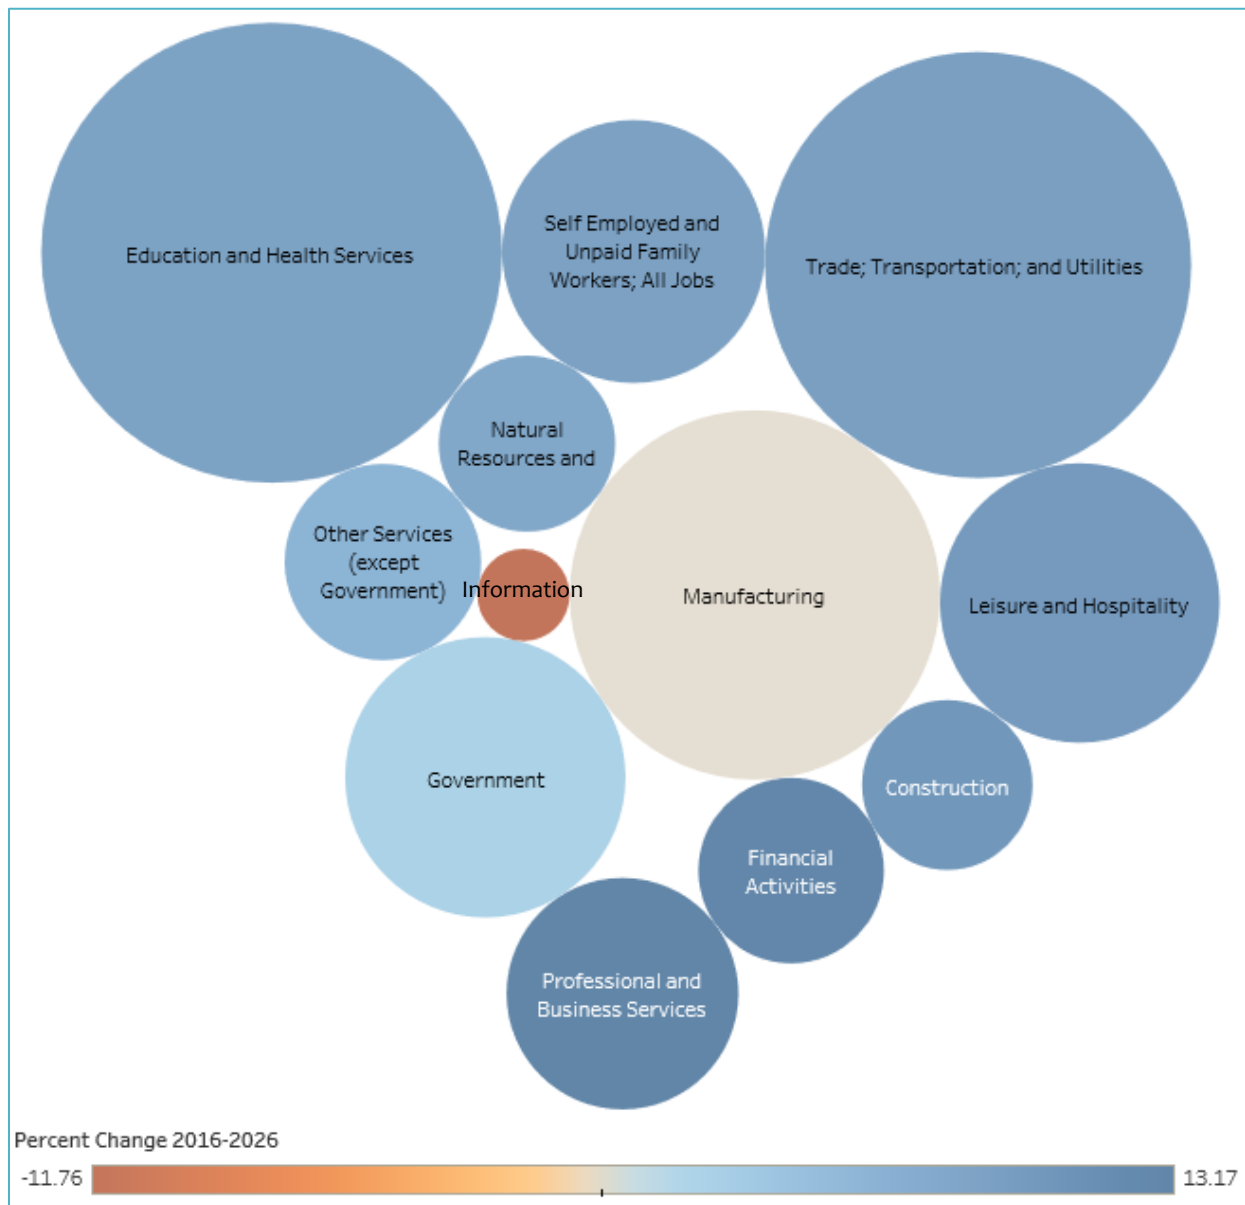 Education and Health Services
Self Employed and
Unpaid Family
Workers; All Jobs
Trade; Transportation; and Utilities
Natural
Resources and
Other Services
(except
Government)
Information
Manufacturing
Leisure and Hospitality
Government
Construction
Financial
Activities
Professional and
Business Services
Percent Change 2016-2026
-11.76
13.17